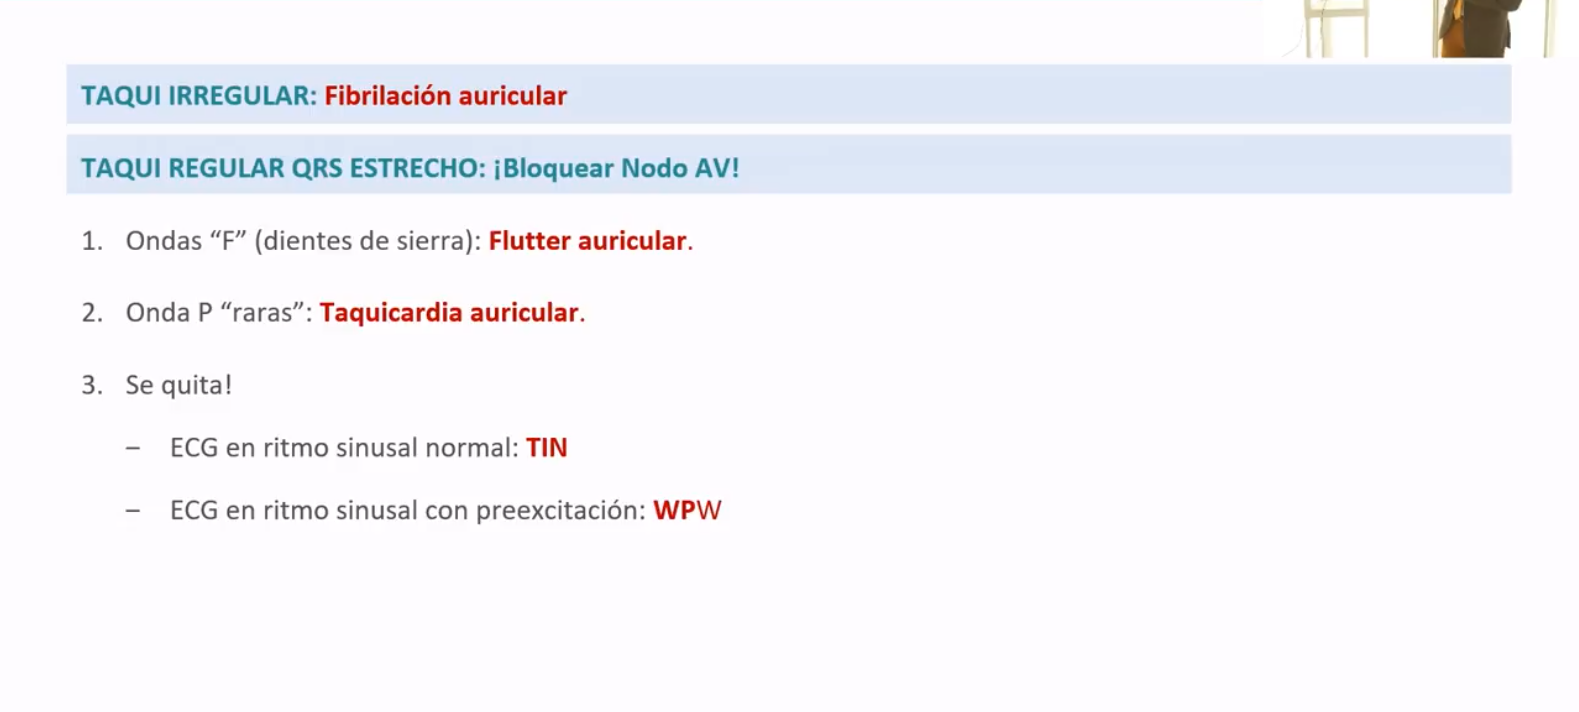 TAQUI IRREGULAR: Fibrilación auricular
TAQUI REGULAR QRS ESTRECHO: ¡Bloquear Nodo AV!
1. Ondas “F” (dientes de sierra): Flutter auricular.
2. Onda P “raras”: Taquicardia auricular.
3. Se quita!
– ECG en ritmo sinusal normal: TIN
– ECG en ritmo sinusal con preexcitación: WPW